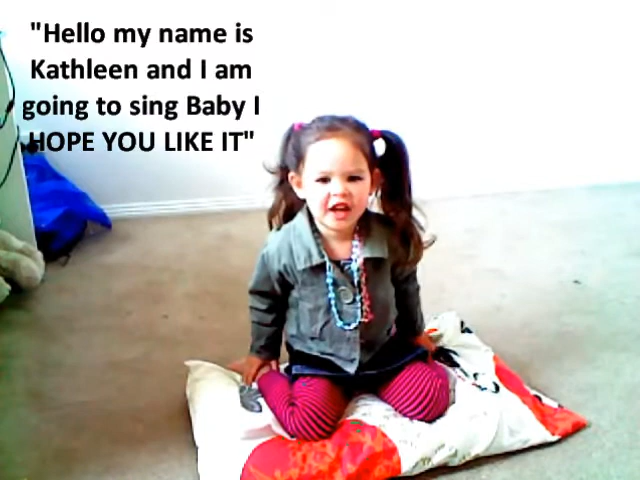 "Hello my name is
Kathleen and I am
going to sing Baby I
HOPE YOU LIKE IT"